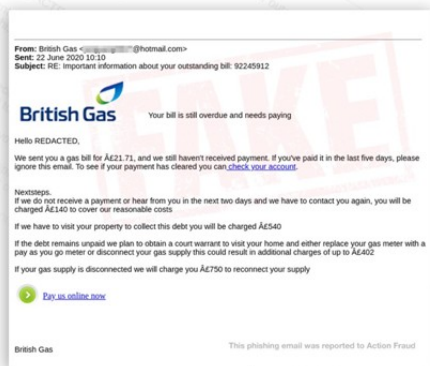 From: British Gas < @hotmail.com>
Sent: 22 June 2020 10:10
Subject: RE: Important information about your outstanding bill: 92245912
British Gas
Your bill is still overdue and needs paying
Hello REDACTED,
We sent you a gas bill for Â£21.71, and we still haven't received payment. If you've paid it in the last five days, please
ignore this email. To see if your payment has cleared you can check your account.
Nextsteps.
If we do not receive a payment or hear from you in the next two days and we have to contact you again, you will be
charged Â£140 to cover our reasonable costs
If we have to visit your property to collect this debt you will be charged Â£540
If the debt remains unpaid we plan to obtain a court warrant to visit your home and either replace your gas meter with a
pay as you go meter or disconnect your gas supply this could result in additional charges of up to Â£402
If your gas supply is disconnected we will charge you Â£750 to reconnect your supply
Pay us online now
British Gas
This phishing email was reported to Action Fraud
FAKE